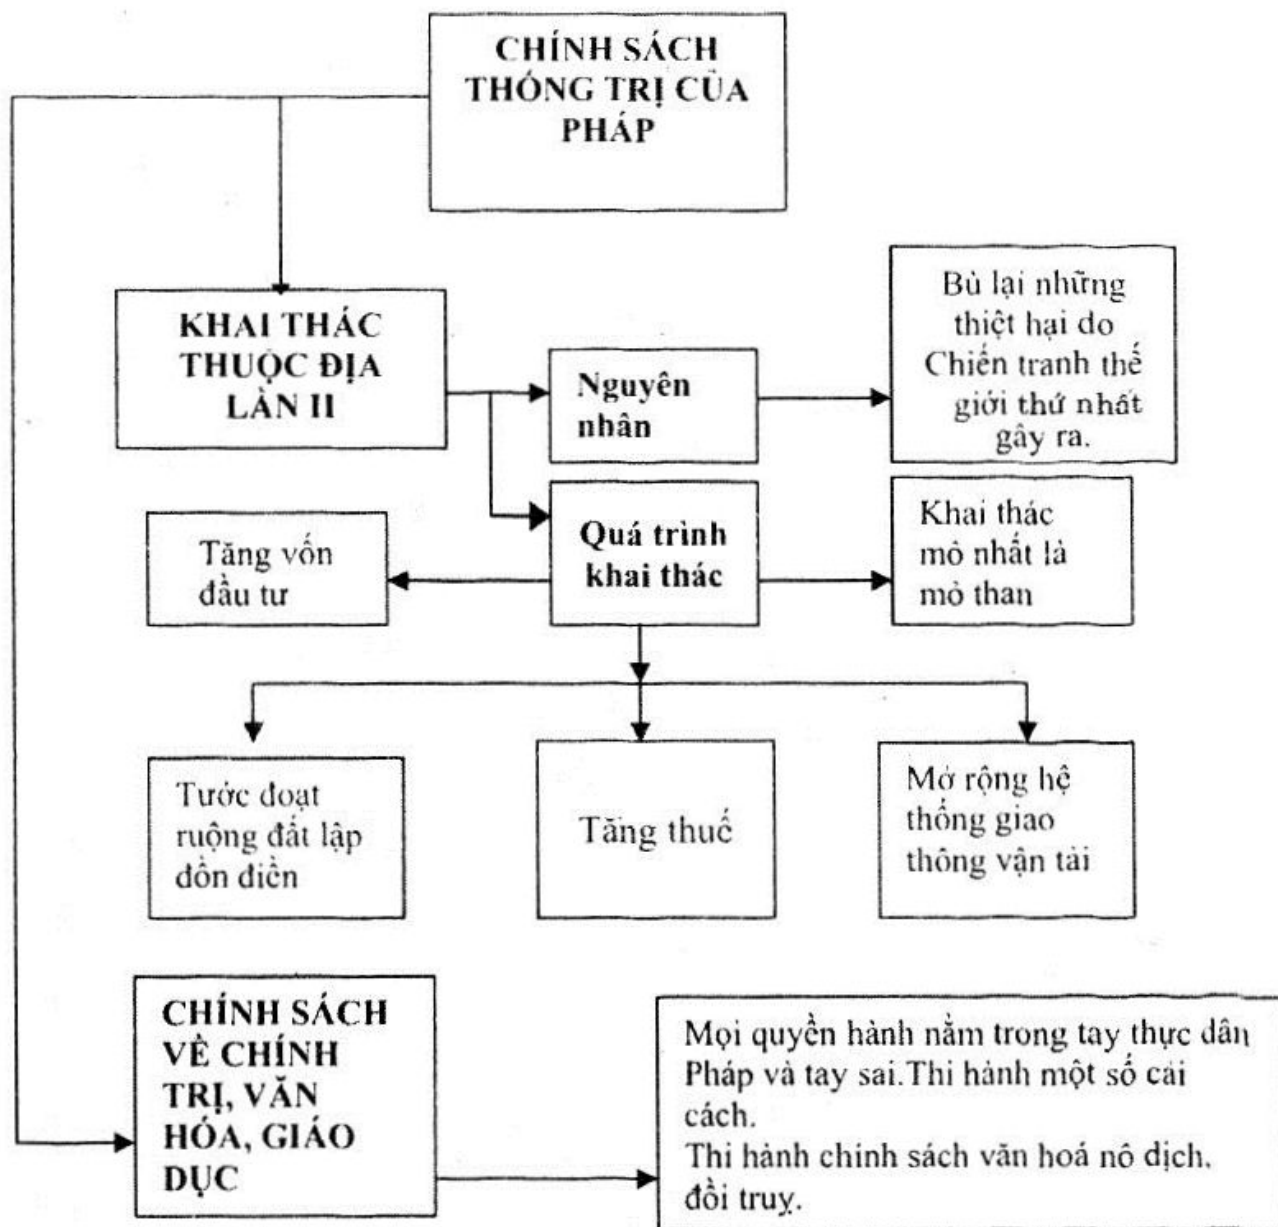 CHÍNH SÁCH
THỐNG TRỊ CỦA
PHÁP
KHAI THÁC
THUỘC ĐỊA
LẦN II
Nguyên
nhân
Bù lại những
thiệt hại do
Chiến tranh thế
giới thứ nhất
gây ra.
Quá trình
khai thác
Tăng vốn
đầu tư
Khai thác
mỏ nhất là
mỏ than
Tước đoạt
ruộng đất lập
đồn điền
Tăng thuế
Mở rộng hệ
thống giao
thông vận tải
CHÍNH SÁCH
VỀ CHÍNH
TRỊ, VĂN
HÓA, GIÁO
DỤC
Mọi quyền hành nằm trong tay thực dân
Pháp và tay sai.Thi hành một số cải
cách.
Thi hành chính sách văn hoá nô dịch.
đồi truỵ.